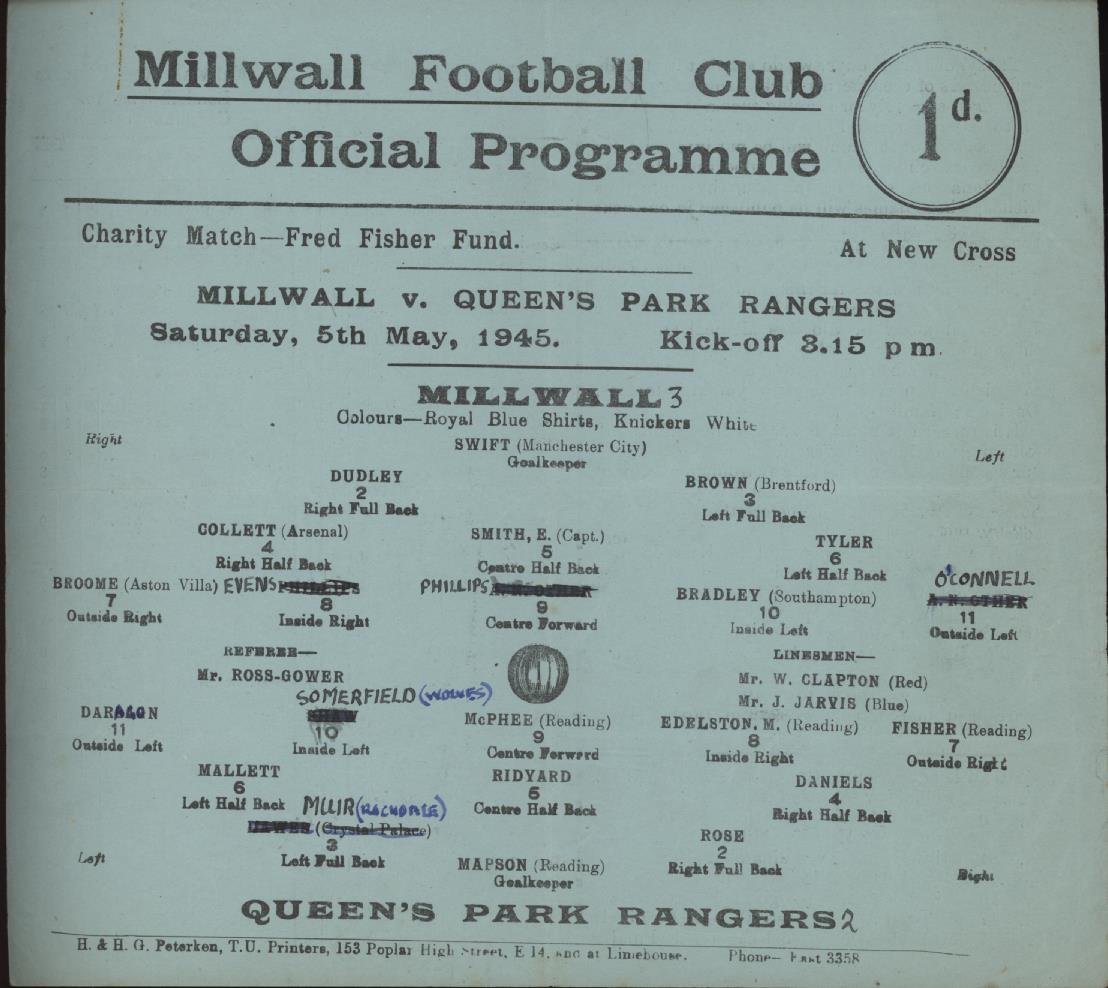 Millwall Football Club
Official Programme
1d.
Charity Match—Fred Fisher Fund.
At New Cross
MILLWALL v. QUEEN'S PARK RANGERS
Saturday, 5th May, 1945. Kick-off 3.15 p m.
MILLWALL 3
Colours—Royal Blue Shirts, Knickers White
Right
SWIFT (Manchester City)
Goalkeeper
Left
DUDLEY
2
Right Full Back
BROWN (Brentford)
3
Left Full Back
COLLETT (Arsenal)
4
Right Half Back
SMITH, E. (Capt.)
5
Centre Half Back
TYLER
6
Left Half Back
BROOME (Aston Villa)
7
Outside Right
EVENS PHILLIPS
8
Inside Right
PHILLIPS A. N. OTHER
9
Centre Forward
BRADLEY (Southampton)
10
Inside Left
O'CONNELL
A. N. OTHER
11
Outside Left
REFEREE—
Mr. ROSS-GOWER
LINESMEN—
Mr. W. CLAPTON (Red)
Mr. J. JARVIS (Blue)
DARAGON
11
Outside Left
SOMERFIELD (WOLVES)
SHAW
10
Inside Left
McPHEE (Reading)
9
Centre Forward
EDELSTON, M. (Reading)
8
Inside Right
FISHER (Reading)
7
Outside Right
MALLETT
6
Left Half Back
RIDYARD
5
Centre Half Back
DANIELS
4
Right Half Back
MUIR (ROCHDALE)
(Crystal Palace)
3
Left Full Back
ROSE
2
Right Full Back
Left
MAPSON (Reading)
Goalkeeper
Right
QUEEN'S PARK RANGERS 2
H. & H. G. Peterken, T.U. Printers, 153 Poplar High Street, E 14, and at Limehouse. Phone— East 3358